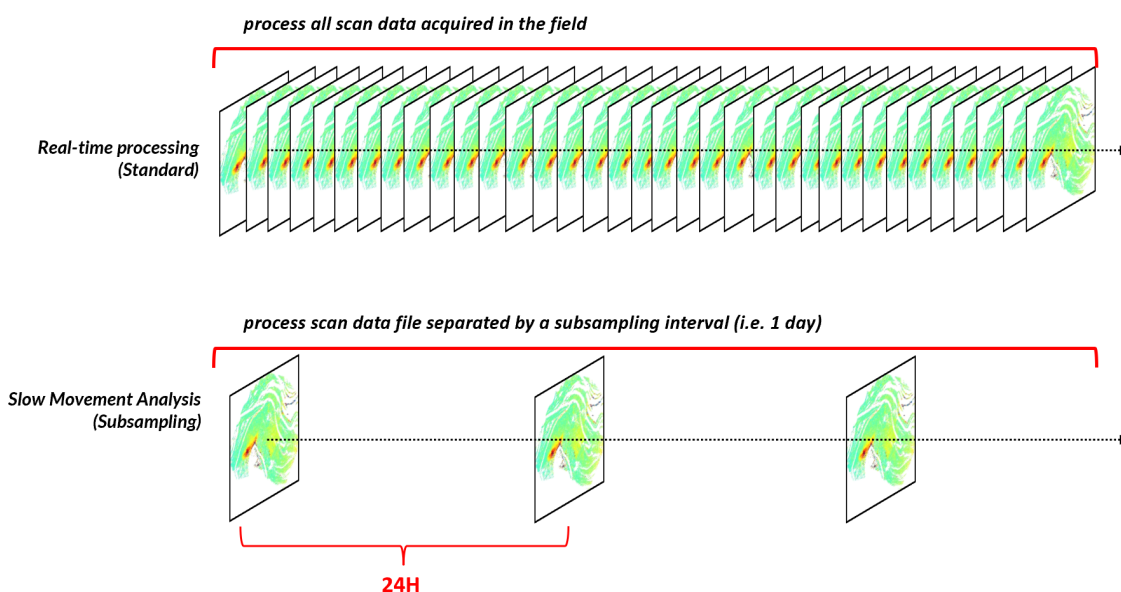 process all scan data acquired in the field
Real-time processing
(Standard)
process scan data file separated by a subsampling interval (i.e. 1 day)
Slow Movement Analysis
(Subsampling)
24H